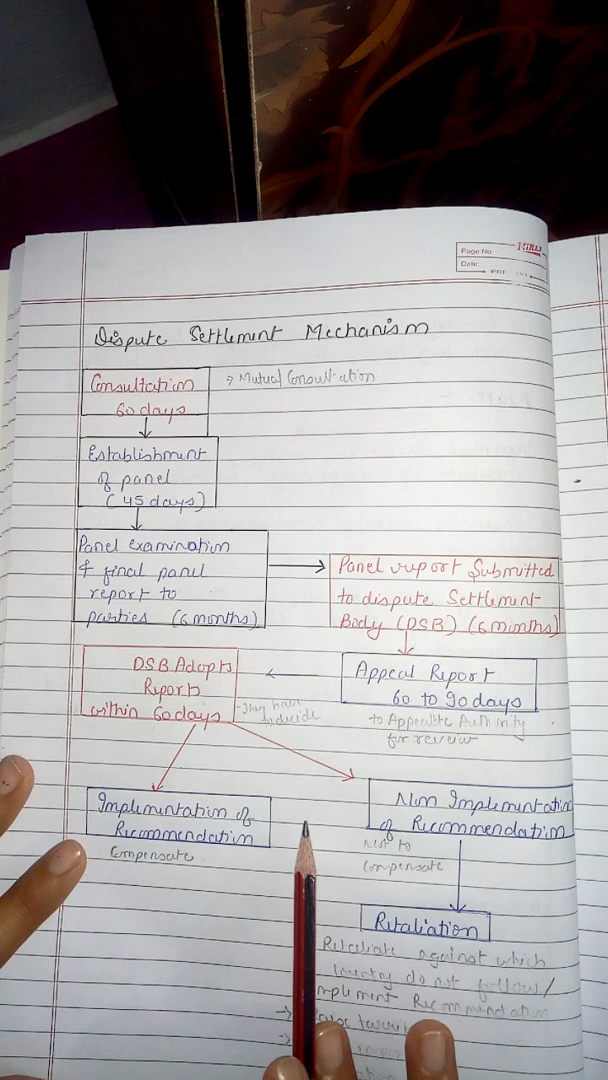 Page No.
Date:
Dispute Settlement Mechanism
Consultation
60 days
→ Mutual Consultation
Establishment
of panel
(45 days)
Panel examination
& final panel
report to
parties (6 months)
Panel report Submitted
to dispute Settlement
Body (DSB) (6 months)
Appeal Report
60 to 90 days
to Appealite Authority
for review
DSB Adopts
Reports
within 60 days
- They have
to decide
Implementation of
Recommendation
Compensate
Non Implementation
of Recommendation
Not to
Compensate
Retaliation
Retaliate against which
Country do not follow/
implement Recommendation